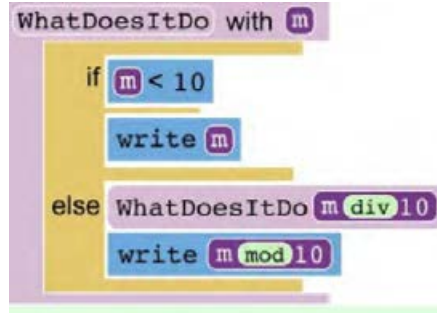 WhatDoesItDo with m
if m < 10
write m
else WhatDoesItDo m div 10
write m mod 10